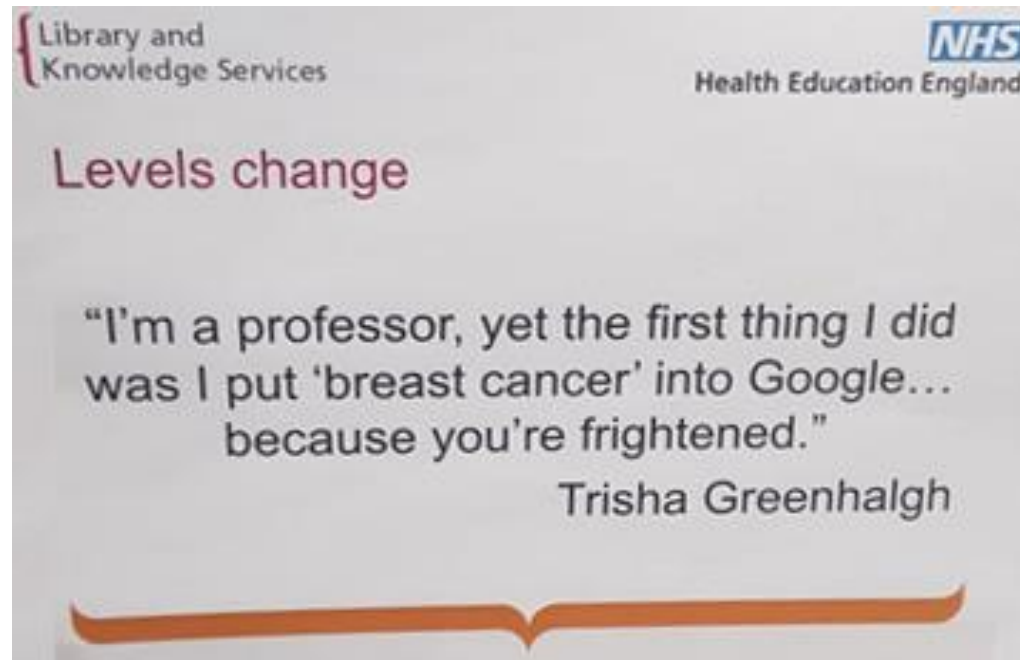 Library and
Knowledge Services
NHS
Health Education England
Levels change
“I’m a professor, yet the first thing I did
was I put ‘breast cancer’ into Google…
because you’re frightened.”
Trisha Greenhalgh